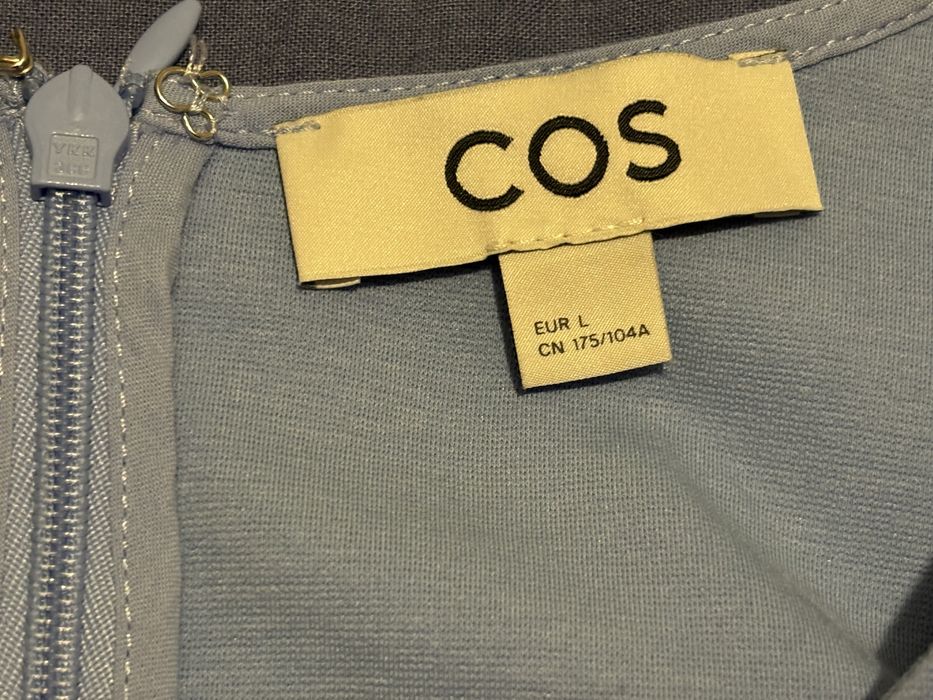 COS
EUR L
CN 175/104A